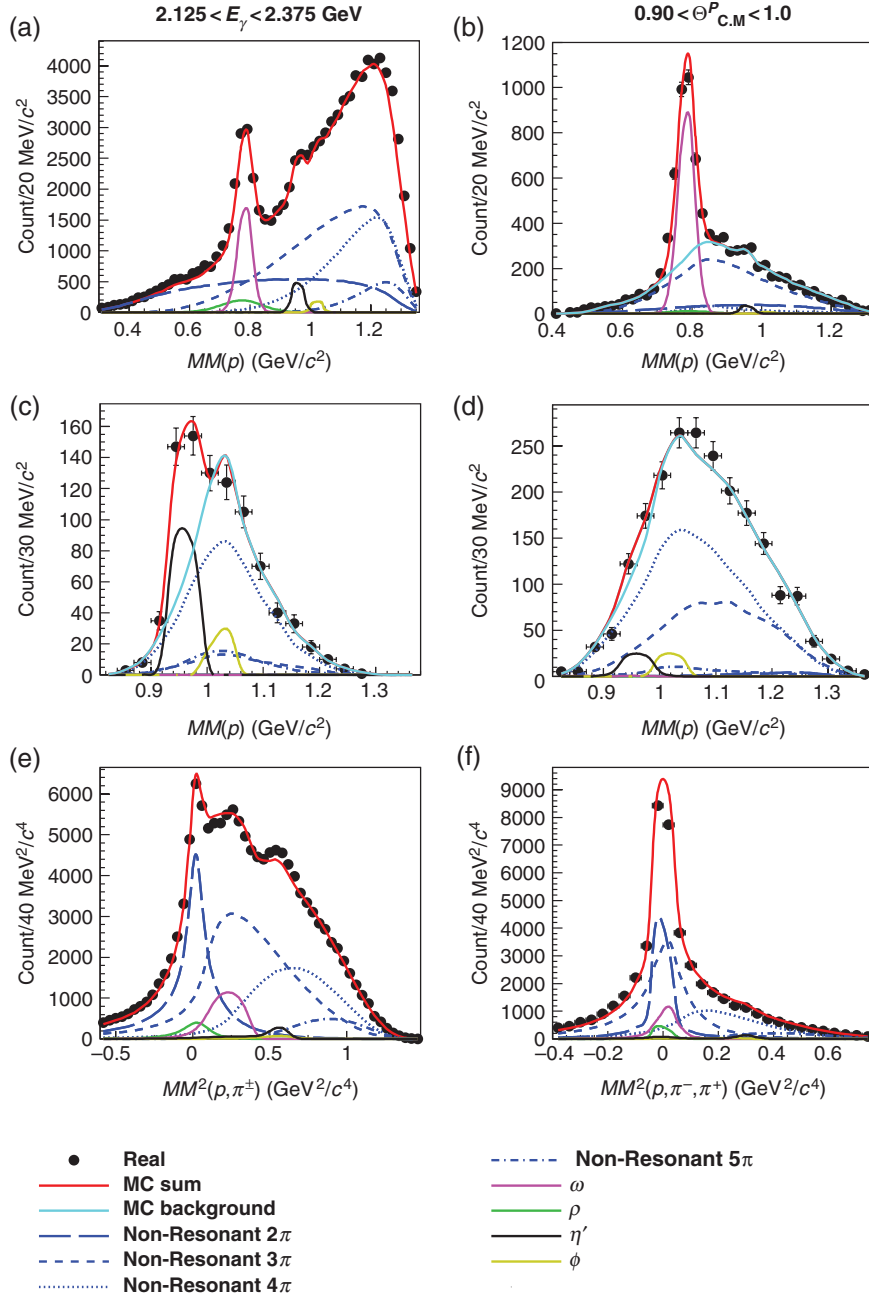 2.125 < Eγ < 2.375 GeV
0.90 < Θᴾ C.M < 1.0
(a)
Count/20 MeV/c²
4000
3500
3000
2500
2000
1500
1000
500
0
0.4 0.6 0.8 1 1.2
MM(p) (GeV/c²)
(b)
Count/20 MeV/c²
1200
1000
800
600
400
200
0
0.4 0.6 0.8 1 1.2
MM(p) (GeV/c²)
(c)
Count/30 MeV/c²
160
140
120
100
80
60
40
20
0
0.9 1 1.1 1.2 1.3
MM(p) (GeV/c²)
(d)
Count/30 MeV/c²
250
200
150
100
50
0
0.9 1 1.1 1.2 1.3
MM(p) (GeV/c²)
(e)
Count/40 MeV²/c⁴
6000
5000
4000
3000
2000
1000
0
−0.5 0 0.5 1
MM²(p,π±) (GeV²/c⁴)
(f)
Count/40 MeV²/c⁴
9000
8000
7000
6000
5000
4000
3000
2000
1000
0
−0.4 −0.2 0 0.2 0.4 0.6
MM²(p,π⁻,π⁺) (GeV²/c⁴)
Real
MC sum
MC background
Non-Resonant 2π
Non-Resonant 3π
Non-Resonant 4π
Non-Resonant 5π
ω
ρ
η′
ϕ